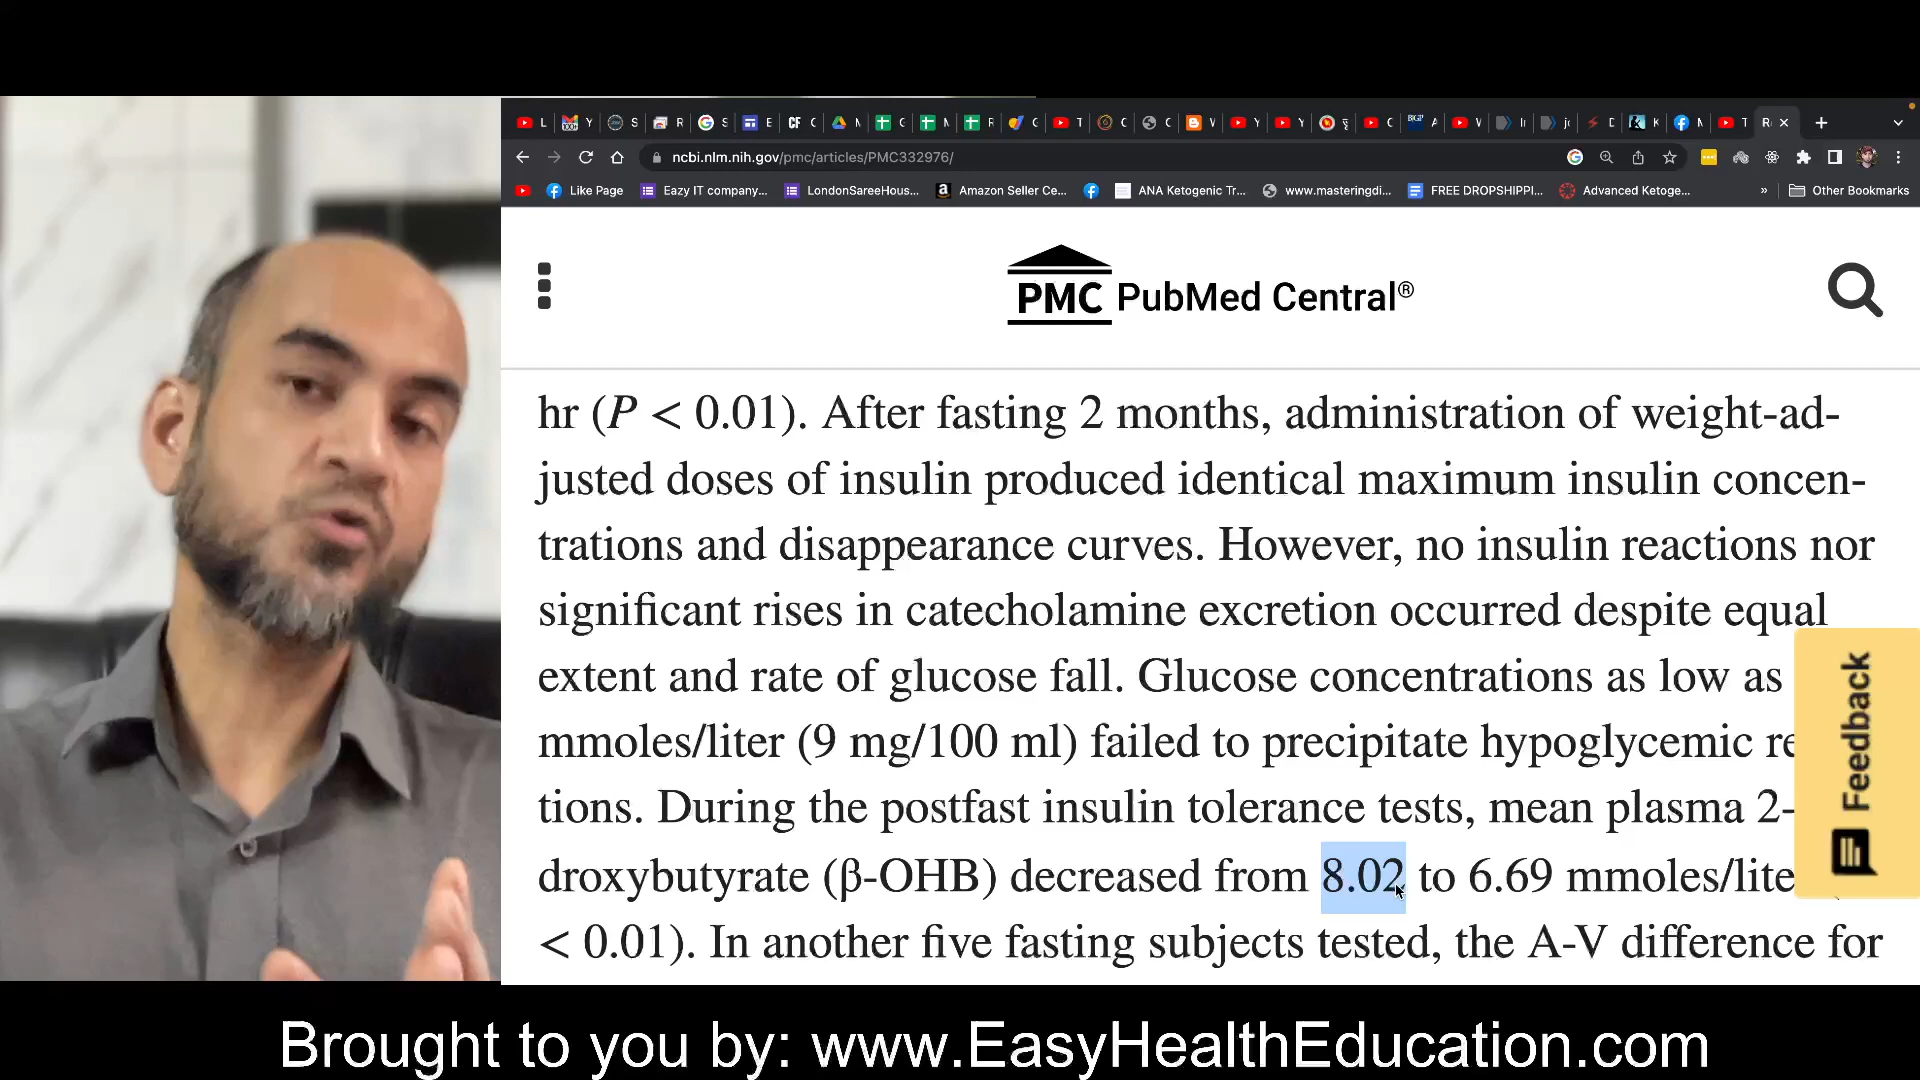 L Y S R S E C M C M R C T C C V Y Y ç C A V Ir jc D K M T R
ncbi.nlm.nih.gov/pmc/articles/PMC332976/
Like Page Eazy IT company... LondonSareeHous... Amazon Seller Ce... ANA Ketogenic Tr... www.masteringdi... FREE DROPSHIPPI... Advanced Ketoge... » Other Bookmarks
PMC PubMed Central®
hr (P < 0.01). After fasting 2 months, administration of weight-ad-
justed doses of insulin produced identical maximum insulin concen-
trations and disappearance curves. However, no insulin reactions nor
significant rises in catecholamine excretion occurred despite equal
extent and rate of glucose fall. Glucose concentrations as low as
mmoles/liter (9 mg/100 ml) failed to precipitate hypoglycemic re
tions. During the postfast insulin tolerance tests, mean plasma 2-
droxybutyrate (β-OHB) decreased from 8.02 to 6.69 mmoles/lite
< 0.01). In another five fasting subjects tested, the A-V difference for
Feedback
Brought to you by: www.EasyHealthEducation.com